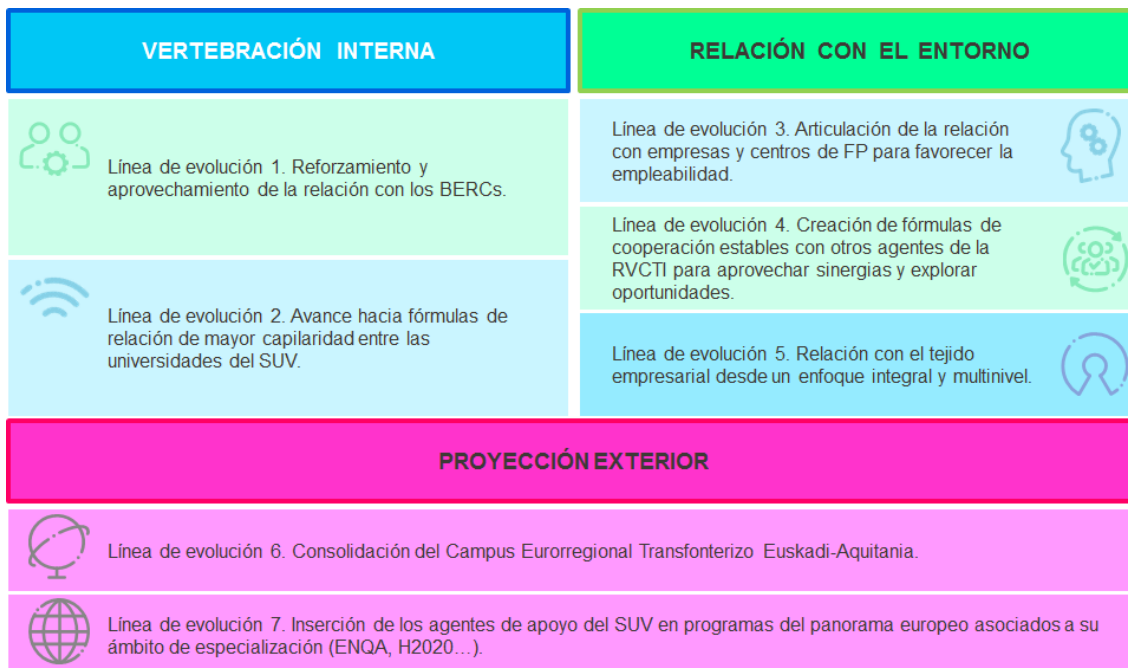 VERTEBRACIÓN INTERNA
Línea de evolución 1. Reforzamiento y
aprovechamiento de la relación con los BERCs.
Línea de evolución 2. Avance hacia fórmulas de
relación de mayor capilaridad entre las
universidades del SUV.
RELACIÓN CON EL ENTORNO
Línea de evolución 3. Articulación de la relación
con empresas y centros de FP para favorecer la
empleabilidad.
Línea de evolución 4. Creación de fórmulas de
cooperación estables con otros agentes de la
RVCTI para aprovechar sinergias y explorar
oportunidades.
Línea de evolución 5. Relación con el tejido
empresarial desde un enfoque integral y multinivel.
PROYECCIÓN EXTERIOR
Línea de evolución 6. Consolidación del Campus Eurorregional Transfonterizo Euskadi-Aquitania.
Línea de evolución 7. Inserción de los agentes de apoyo del SUV en programas del panorama europeo asociados a su
ámbito de especialización (ENQA, H2020…).